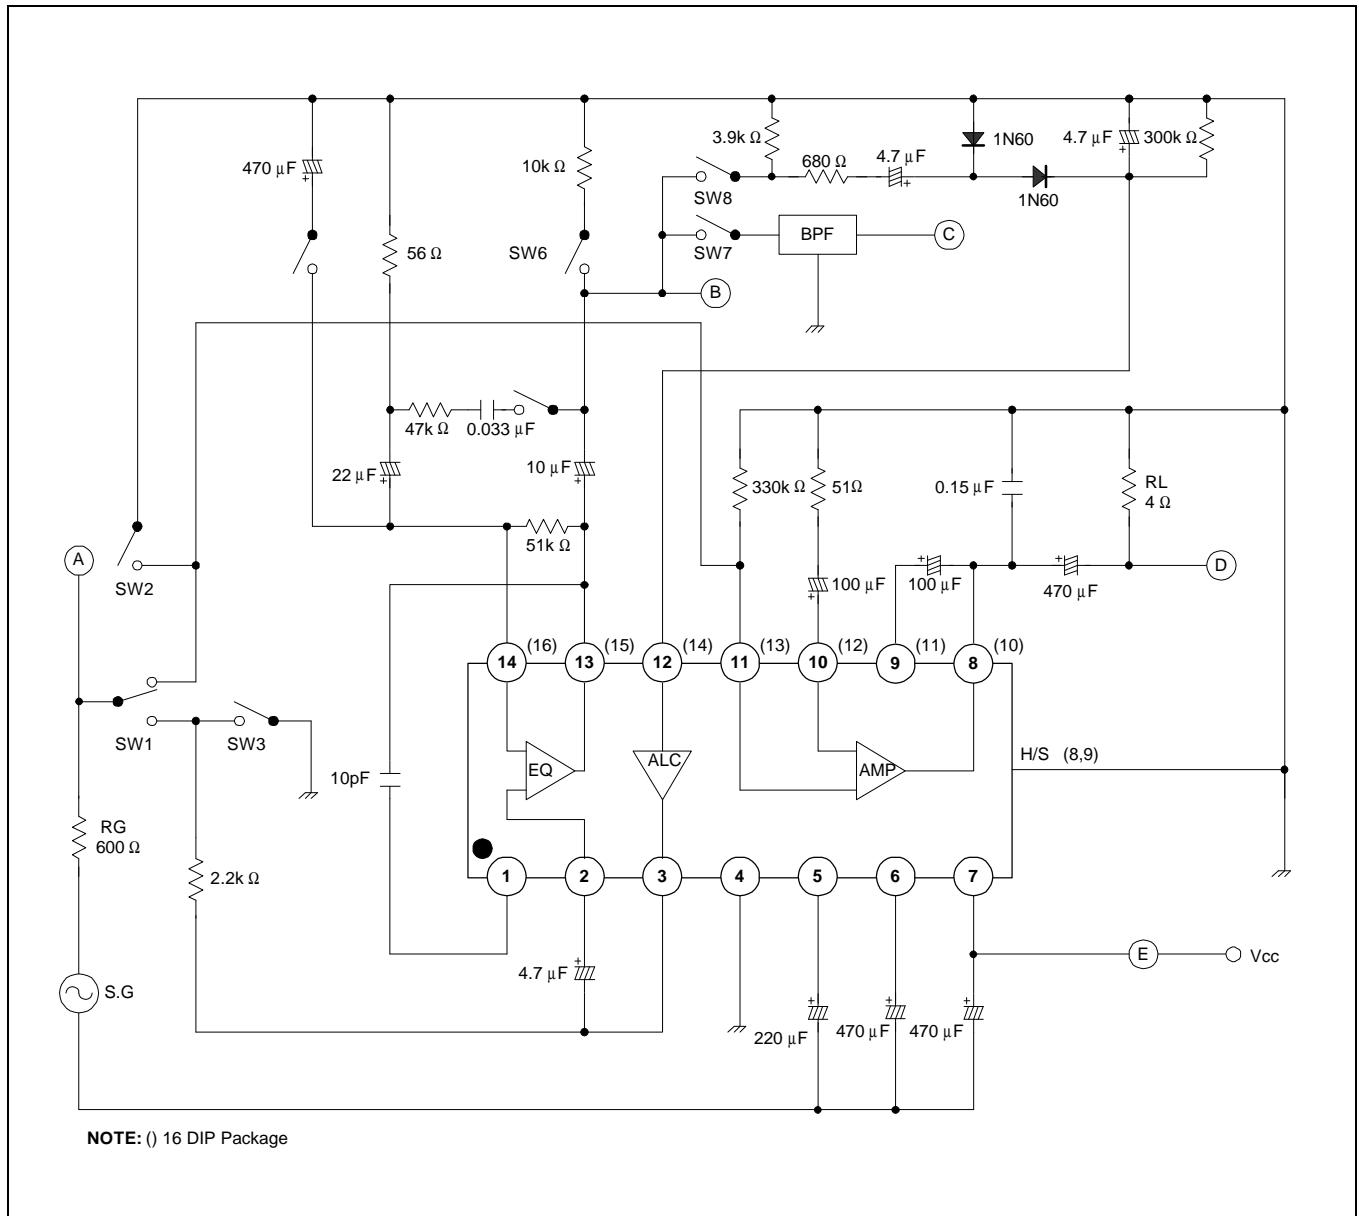 3.9k Ω
1N60
4.7 μF
300k Ω
470 μF
10k Ω
680 Ω
4.7 μF
SW8
1N60
56 Ω
SW6
SW7
BPF
C
B
47k Ω
0.033 μF
22 μF
10 μF
330k Ω
51Ω
0.15 μF
RL
4 Ω
51k Ω
A
SW2
100 μF
100 μF
470 μF
D
14 (16)
13 (15)
12 (14)
11 (13)
10 (12)
9 (11)
8 (10)
SW1
SW3
EQ
ALC
AMP
H/S (8,9)
10pF
RG
600 Ω
2.2k Ω
1
2
3
4
5
6
7
4.7 μF
E
Vcc
S.G
220 μF
470 μF
470 μF
NOTE: () 16 DIP Package